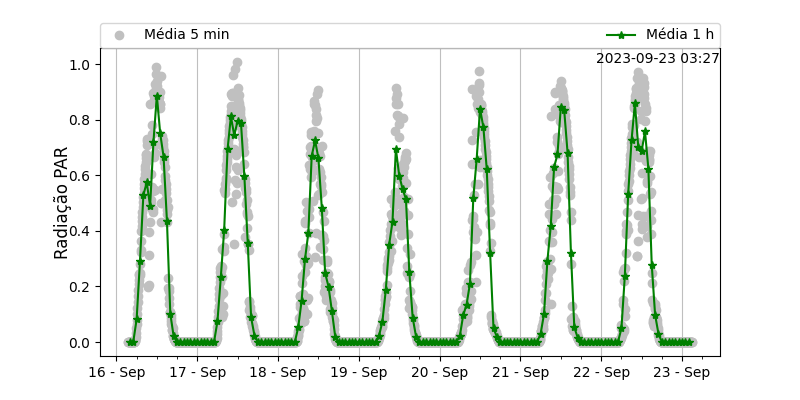 Média 5 min
Média 1 h
2023-09-23 03:27
Radiação PAR
1.0
0.8
0.6
0.4
0.2
0.0
16 - Sep
17 - Sep
18 - Sep
19 - Sep
20 - Sep
21 - Sep
22 - Sep
23 - Sep